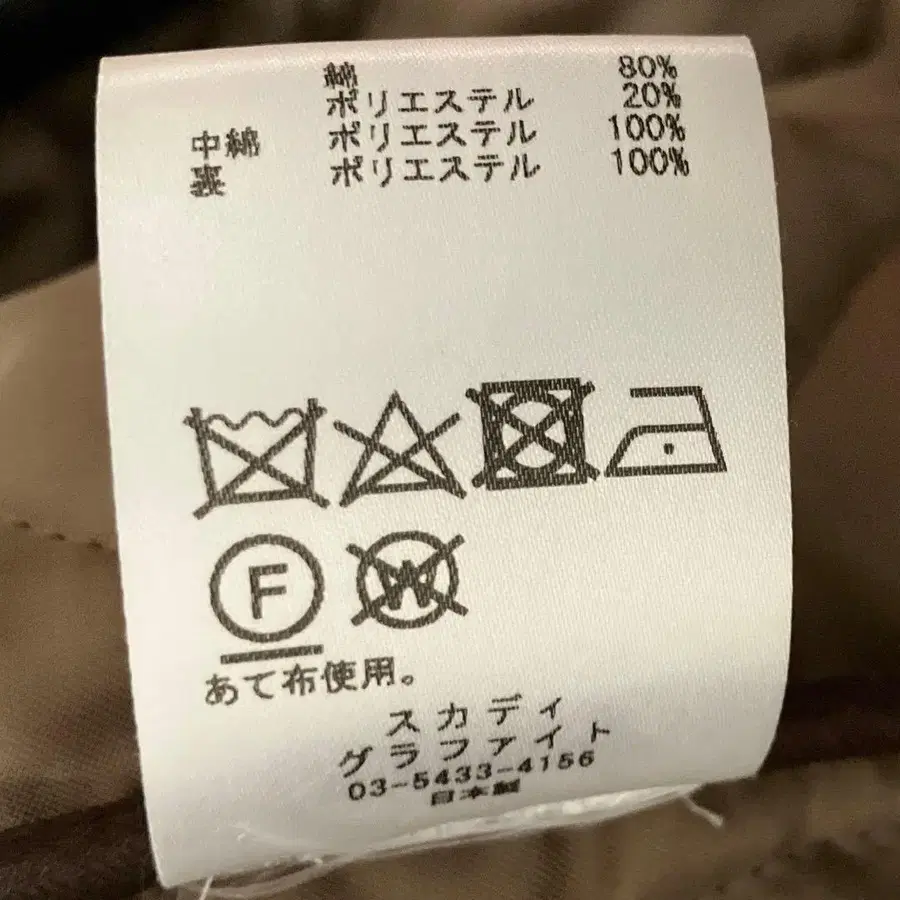 綿 80%
ポリエステル 20%
中綿 ポリエステル 100%
裏 ポリエステル 100%
F W
あて布使用。
スカディ
グラファイト
03-5433-4156
日本製